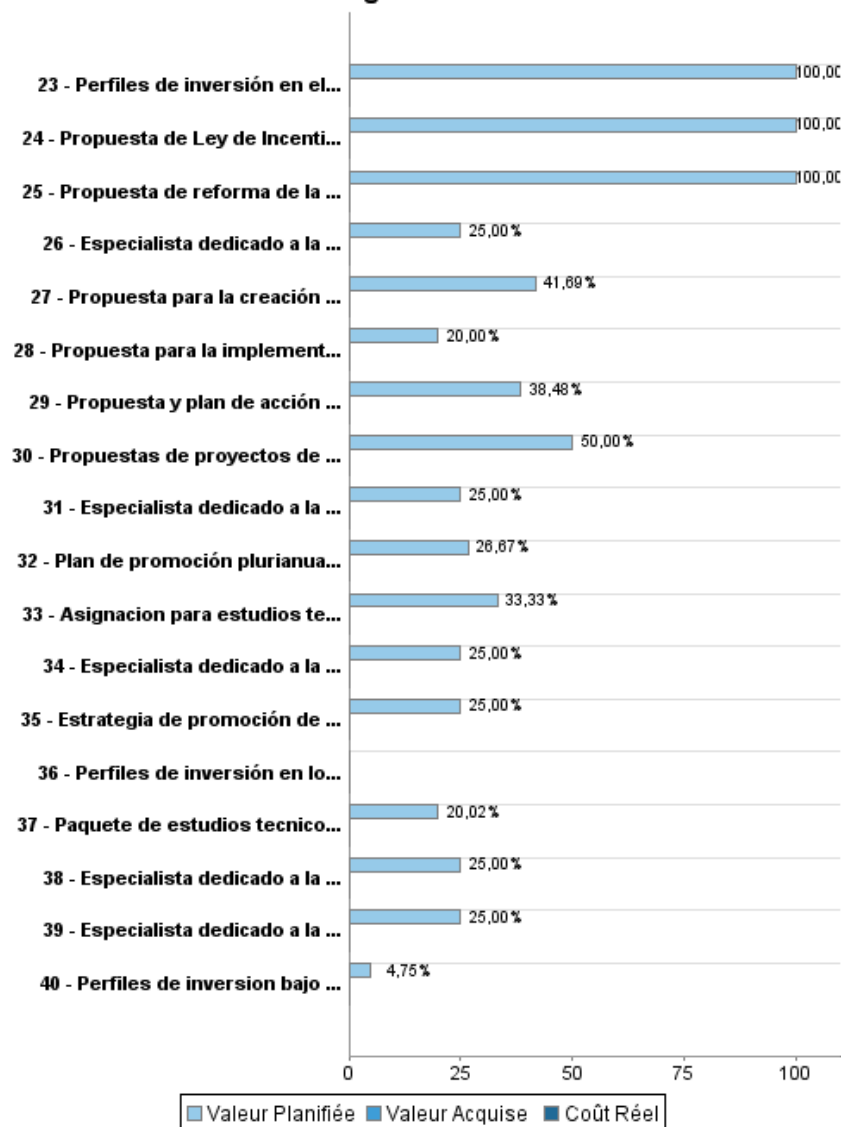 23 - Perfiles de inversión en el...
100,00
24 - Propuesta de Ley de Incenti...
100,00
25 - Propuesta de reforma de la ...
100,00
26 - Especialista dedicado a la ...
25,00%
27 - Propuesta para la creación ...
41,69%
28 - Propuesta para la implement...
20,00%
29 - Propuesta y plan de acción ...
38,48%
30 - Propuestas de proyectos de ...
50,00%
31 - Especialista dedicado a la ...
25,00%
32 - Plan de promoción plurianua...
26,67%
33 - Asignacion para estudios te...
33,33%
34 - Especialista dedicado a la ...
25,00%
35 - Estrategia de promoción de ...
25,00%
36 - Perfiles de inversión en lo...
37 - Paquete de estudios tecnico...
20,02%
38 - Especialista dedicado a la ...
25,00%
39 - Especialista dedicado a la ...
25,00%
40 - Perfiles de inversion bajo ...
4,75%
0 25 50 75 100
Valeur Planifiée Valeur Acquise Coût Réel